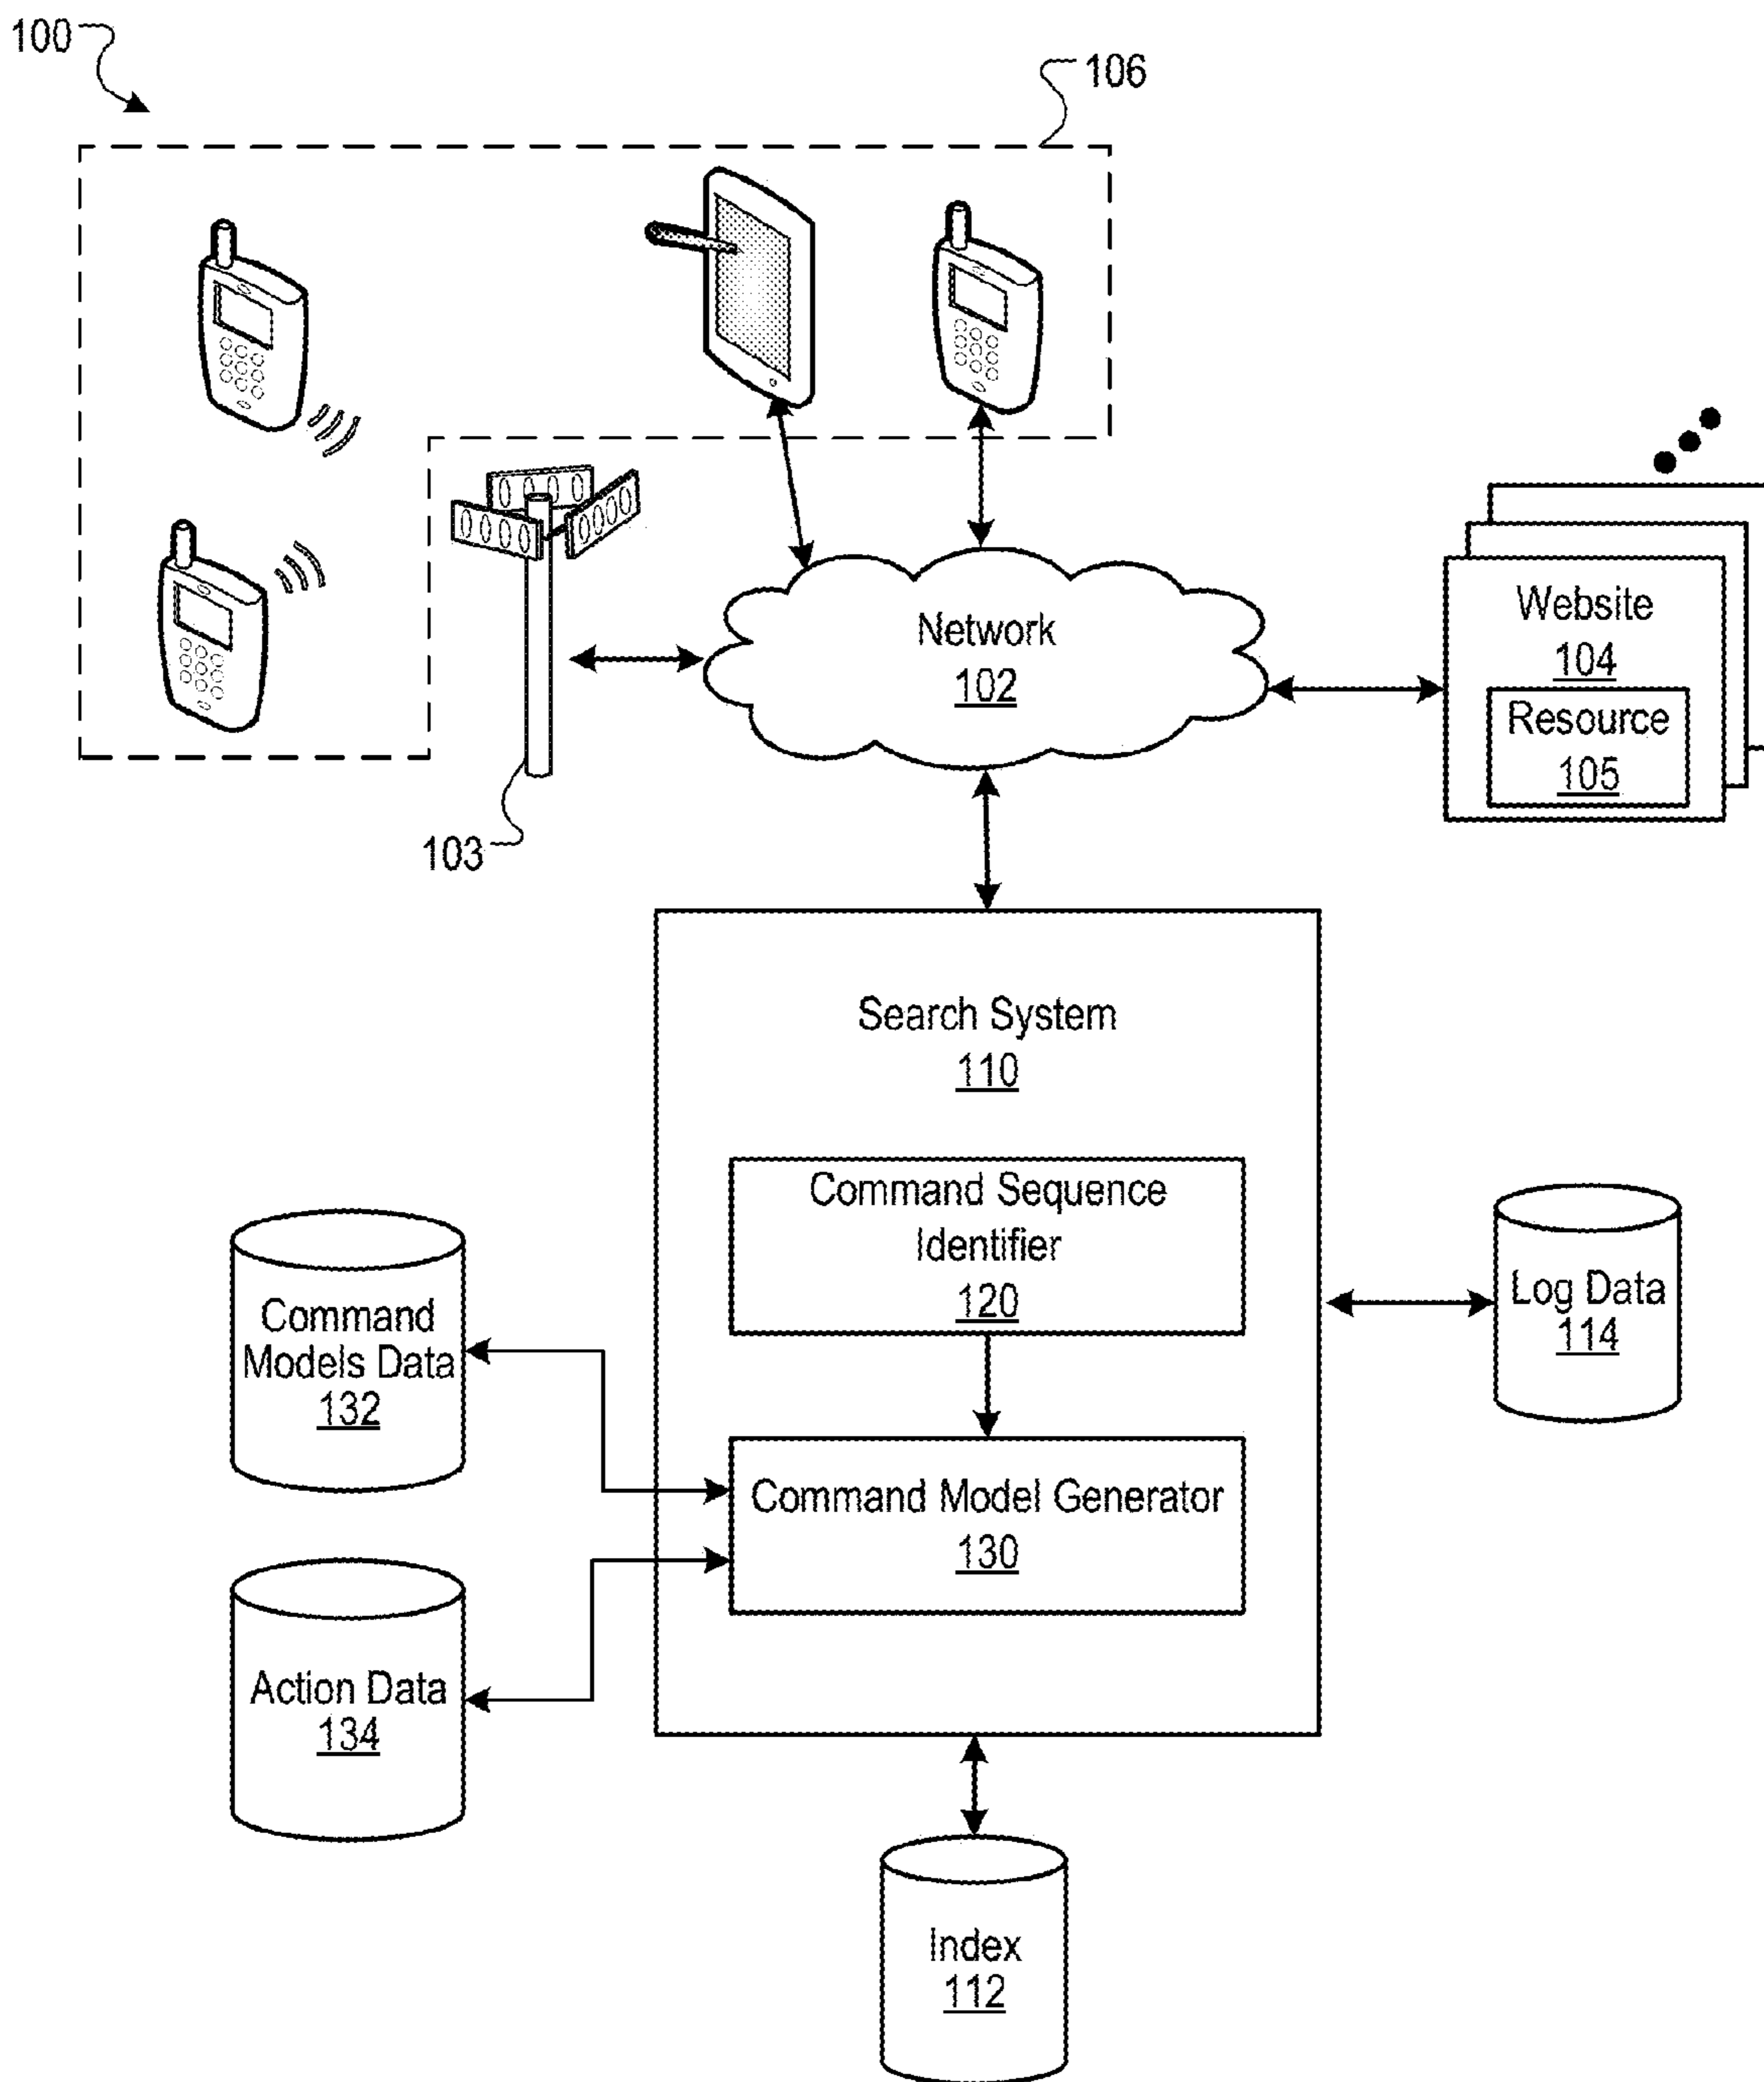 100
106
Network
102
Website
104
Resource
105
103
Search System
110
Command Sequence
Identifier
120
Command
Models Data
132
Log Data
114
Command Model Generator
130
Action Data
134
Index
112